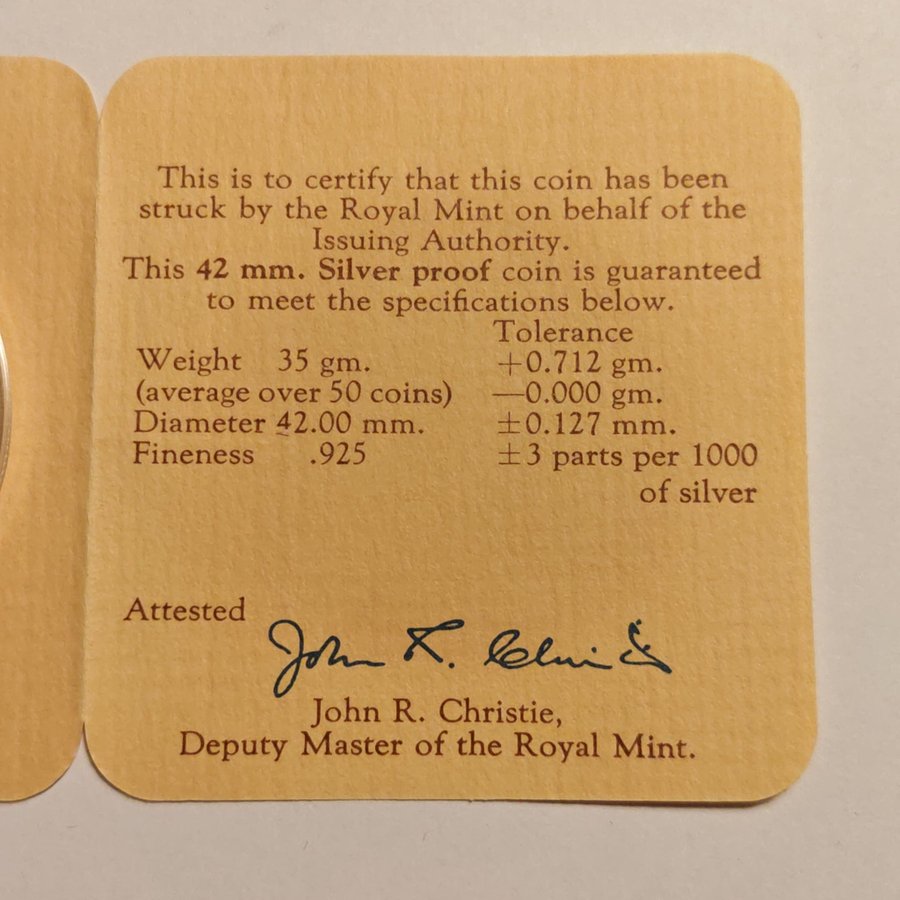 This is to certify that this coin has been
struck by the Royal Mint on behalf of the
Issuing Authority.
This 42 mm. Silver proof coin is guaranteed
to meet the specifications below.
Tolerance
Weight 35 gm. +0.712 gm.
(average over 50 coins) —0.000 gm.
Diameter 42.00 mm. ±0.127 mm.
Fineness .925 ±3 parts per 1000
of silver
Attested
John R. Christie
John R. Christie,
Deputy Master of the Royal Mint.